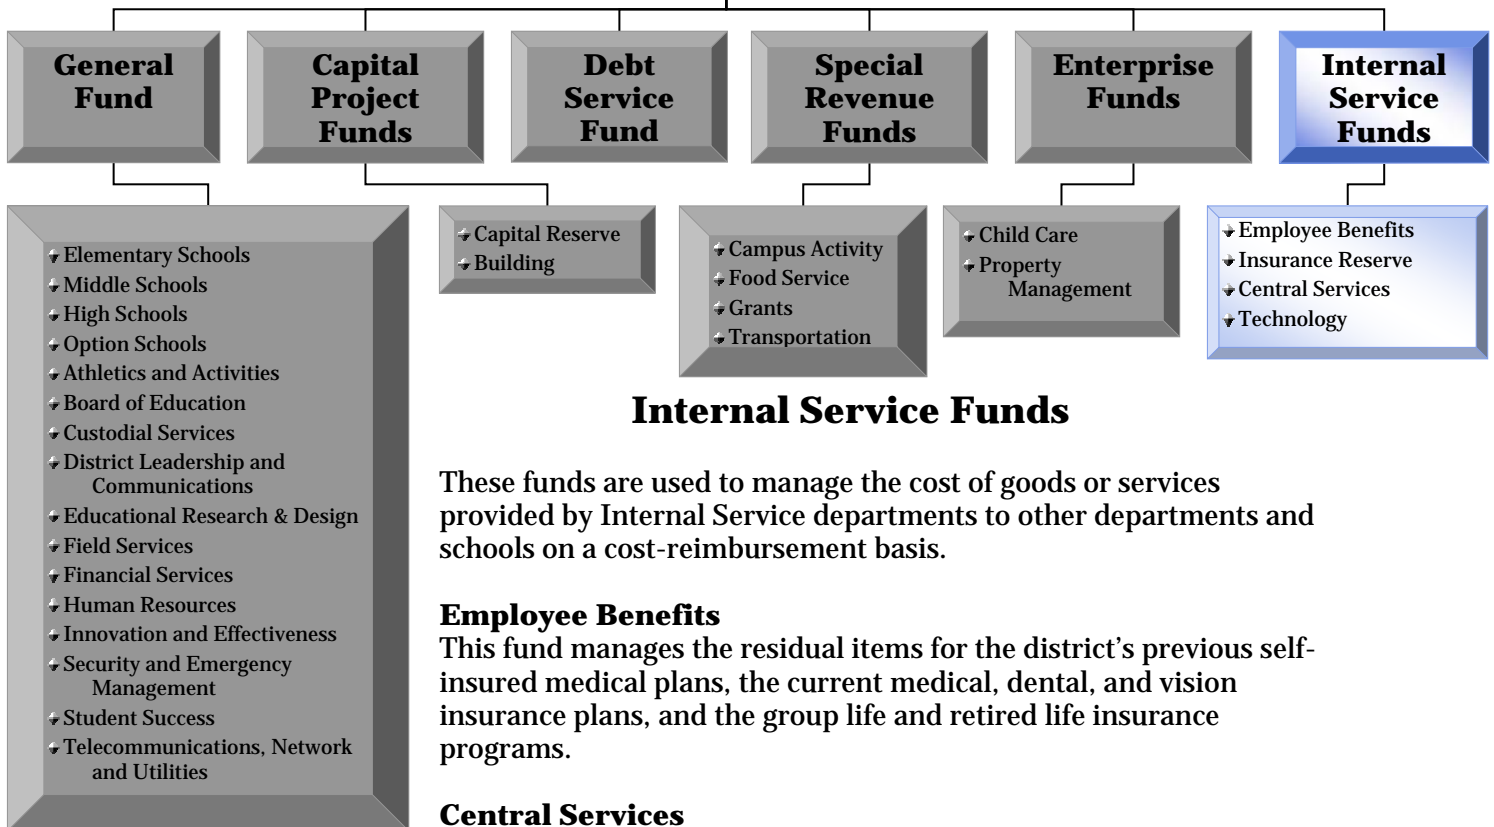 General
Fund
Capital
Project
Funds
Debt
Service
Fund
Special
Revenue
Funds
Enterprise
Funds
Internal
Service
Funds
Elementary Schools
Middle Schools
High Schools
Option Schools
Athletics and Activities
Board of Education
Custodial Services
District Leadership and
Communications
Educational Research & Design
Field Services
Financial Services
Human Resources
Innovation and Effectiveness
Security and Emergency
Management
Student Success
Telecommunications, Network
and Utilities
Capital Reserve
Building
Campus Activity
Food Service
Grants
Transportation
Child Care
Property
Management
Employee Benefits
Insurance Reserve
Central Services
Technology
Internal Service Funds
These funds are used to manage the cost of goods or services
provided by Internal Service departments to other departments and
schools on a cost-reimbursement basis.
Employee Benefits
This fund manages the residual items for the district’s previous self-
insured medical plans, the current medical, dental, and vision
insurance plans, and the group life and retired life insurance
programs.
Central Services